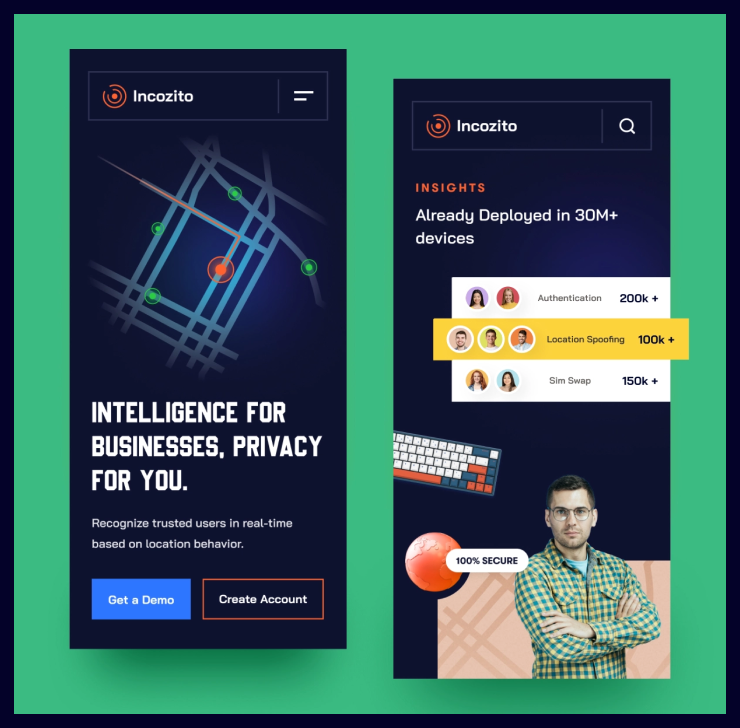 Incozito
INTELLIGENCE FOR
BUSINESSES, PRIVACY
FOR YOU.
Recognize trusted users in real-time
based on location behavior.
Get a Demo
Create Account
Incozito
INSIGHTS
Already Deployed in 30M+
devices
Authentication 200k +
Location Spoofing 100k +
Sim Swap 150k +
100% SECURE